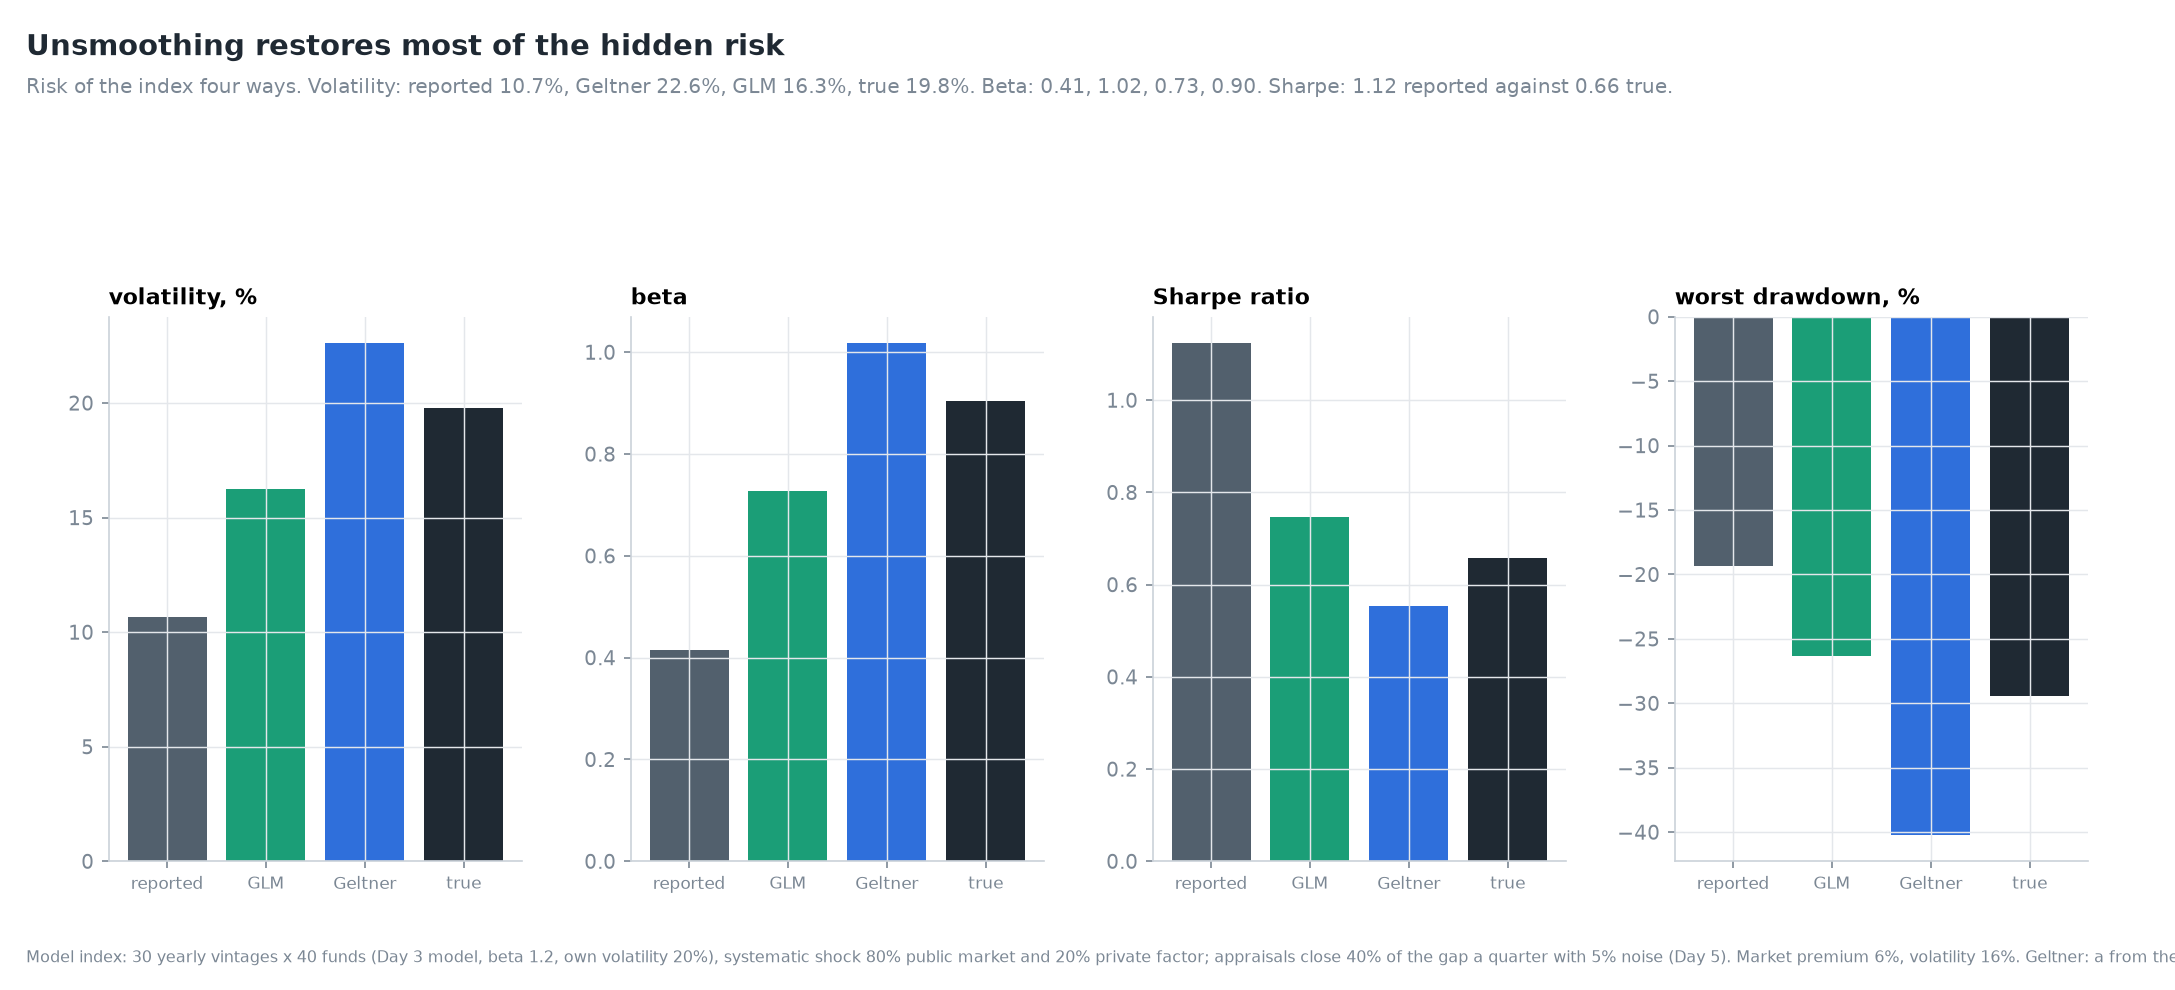 Unsmoothing restores most of the hidden risk
Risk of the index four ways. Volatility: reported 10.7%, Geltner 22.6%, GLM 16.3%, true 19.8%. Beta: 0.41, 1.02, 0.73, 0.90. Sharpe: 1.12 reported against 0.66 true.
volatility, %
20
15
10
5
0
reported GLM Geltner true
beta
1.0
0.8
0.6
0.4
0.2
0.0
reported GLM Geltner true
Sharpe ratio
1.0
0.8
0.6
0.4
0.2
0.0
reported GLM Geltner true
worst drawdown, %
0
−5
−10
−15
−20
−25
−30
−35
−40
reported GLM Geltner true
Model index: 30 yearly vintages x 40 funds (Day 3 model, beta 1.2, own volatility 20%), systematic shock 80% public market and 20% private factor; appraisals close 40% of the gap a quarter with 5% noise (Day 5). Market premium 6%, volatility 16%. Geltner: a from the